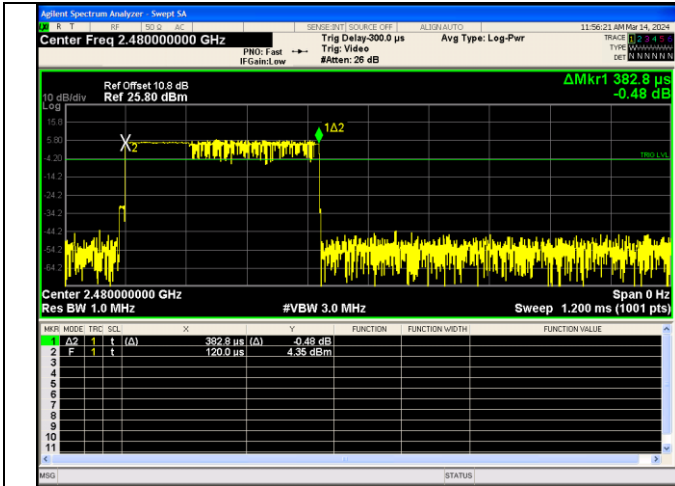 Agilent Spectrum Analyzer - Swept SA
R T RF 50 Ω AC SENSE:INT SOURCE OFF ALIGNAUTO 11:56:21 AM Mar 14, 2024
Center Freq 2.480000000 GHz Trig Delay-300.0 µs Avg Type: Log-Pwr TRACE 1 2 3 4 5 6
PNO: Fast Trig: Video TYPE WWWWWW
IFGain:Low #Atten: 26 dB DET N N N N N N
ΔMkr1 382.8 µs
-0.48 dB
Ref Offset 10.8 dB
10 dB/div Ref 25.80 dBm
Log
15.8
5.80
-4.20
-14.2
-24.2
-34.2
-44.2
-54.2
-64.2
X2
1Δ2
TRIG LVL
Center 2.480000000 GHz Span 0 Hz
Res BW 1.0 MHz #VBW 3.0 MHz Sweep 1.200 ms (1001 pts)
MKR MODE TRC SCL X Y FUNCTION FUNCTION WIDTH FUNCTION VALUE
1 Δ2 1 t (Δ) 382.8 µs (Δ) -0.48 dB
2 F 1 t 120.0 µs 4.35 dBm
3
4
5
6
7
8
9
10
11
MSG STATUS